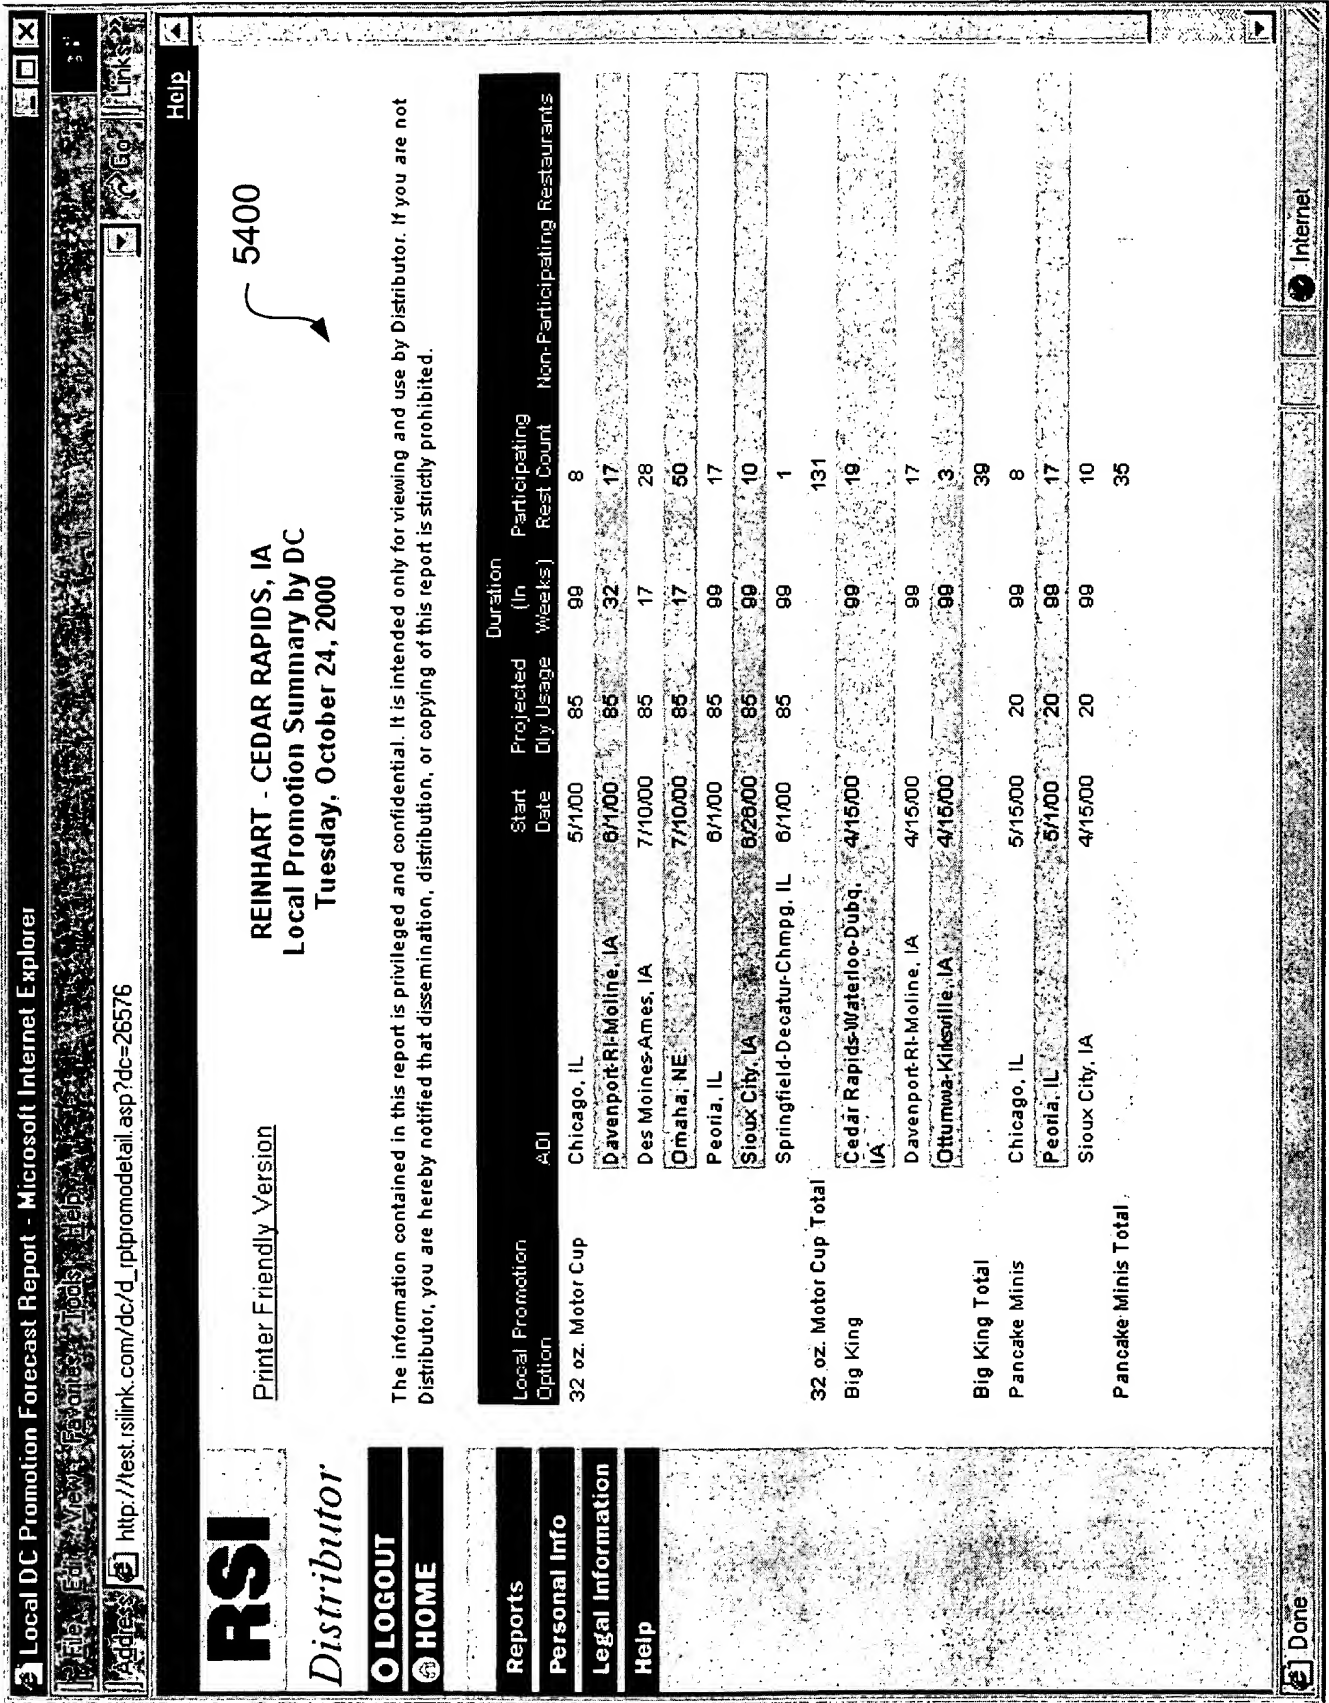 Local DC Promotion Forecast Report - Microsoft Internet Explorer
File Edit View Favorites Tools Help
Address http://test.rsilink.com/dc/d_rptpromodetail.asp?dc=26576 Go Links »
Help
RSI
Distributor
LOGOUT
HOME
Reports
Personal Info
Legal Information
Help
Printer Friendly Version
REINHART - CEDAR RAPIDS, IA
Local Promotion Summary by DC
Tuesday, October 24, 2000
5400
The information contained in this report is privileged and confidential. It is intended only for viewing and use by Distributor. If you are not
Distributor, you are hereby notified that dissemination, distribution, or copying of this report is strictly prohibited.
Local Promotion Option ADI Start Date Projected Dly Usage Duration (In Weeks) Participating Rest Count Non-Participating Restaurants
32 oz. Motor Cup Chicago, IL 5/1/00 85 99 8
Davenport-RI-Moline, IA 6/1/00 85 32 17
Des Moines-Ames, IA 7/10/00 85 17 28
Omaha, NE 7/10/00 85 17 50
Peoria, IL 6/1/00 85 99 17
Sioux City, IA 6/26/00 85 99 10
Springfield-Decatur-Chmpg, IL 6/1/00 85 99 1
32 oz. Motor Cup Total 131
Big King Cedar Rapids-Waterloo-Dubq, IA 4/15/00 99 19
Davenport-RI-Moline, IA 4/15/00 99 17
Ottumwa-Kirksville, IA 4/15/00 99 3
Big King Total 39
Pancake Minis Chicago, IL 5/15/00 20 99 8
Peoria, IL 5/1/00 20 99 17
Sioux City, IA 4/15/00 20 99 10
Pancake Minis Total 35
Done Internet